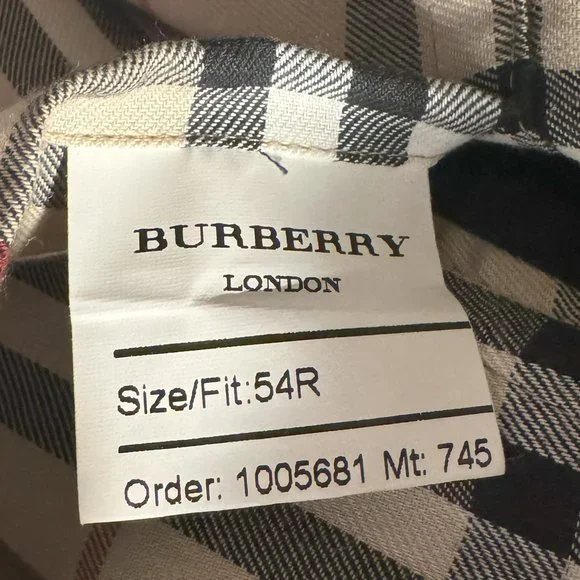 BURBERRY
LONDON
Size/Fit:54R
Order: 1005681 Mt: 745